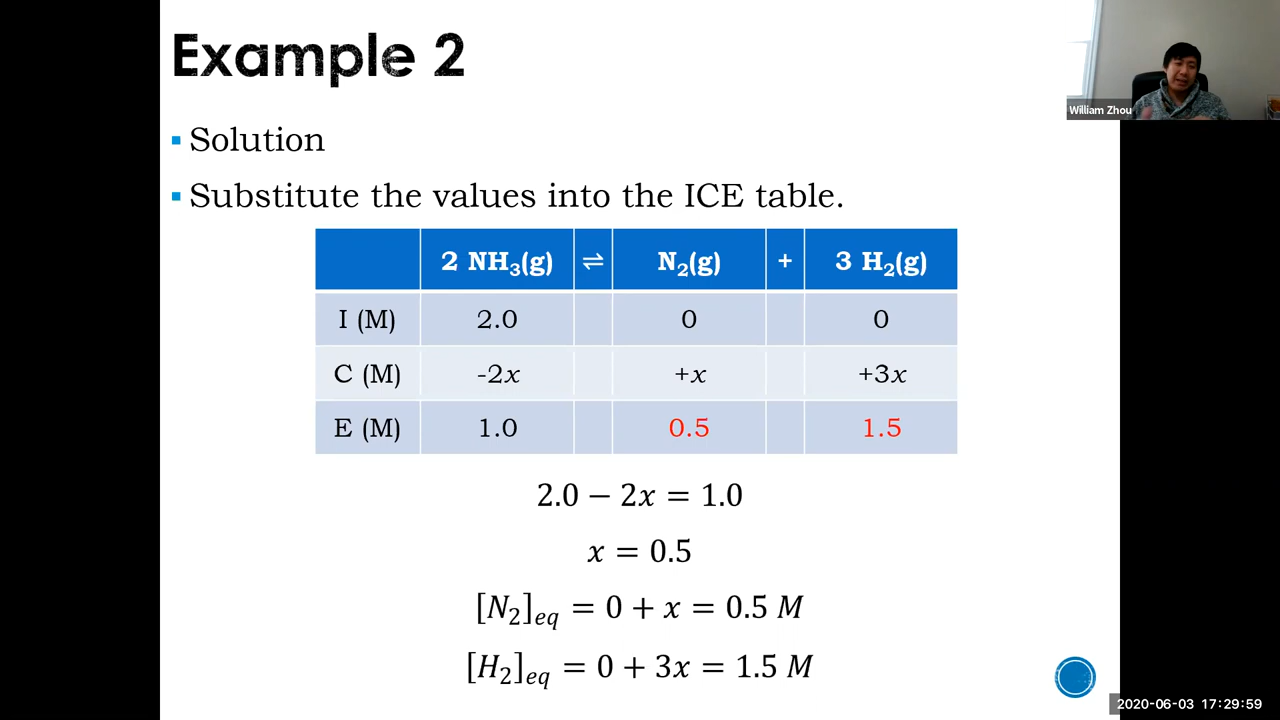 Example 2
William Zhou
▪ Solution
▪ Substitute the values into the ICE table.
2 NH₃(g) ⇌ N₂(g) + 3 H₂(g)
I (M) 2.0 0 0
C (M) -2x +x +3x
E (M) 1.0 0.5 1.5
2.0 − 2x = 1.0
x = 0.5
[N₂]eq = 0 + x = 0.5 M
[H₂]eq = 0 + 3x = 1.5 M
2020-06-03 17:29:59